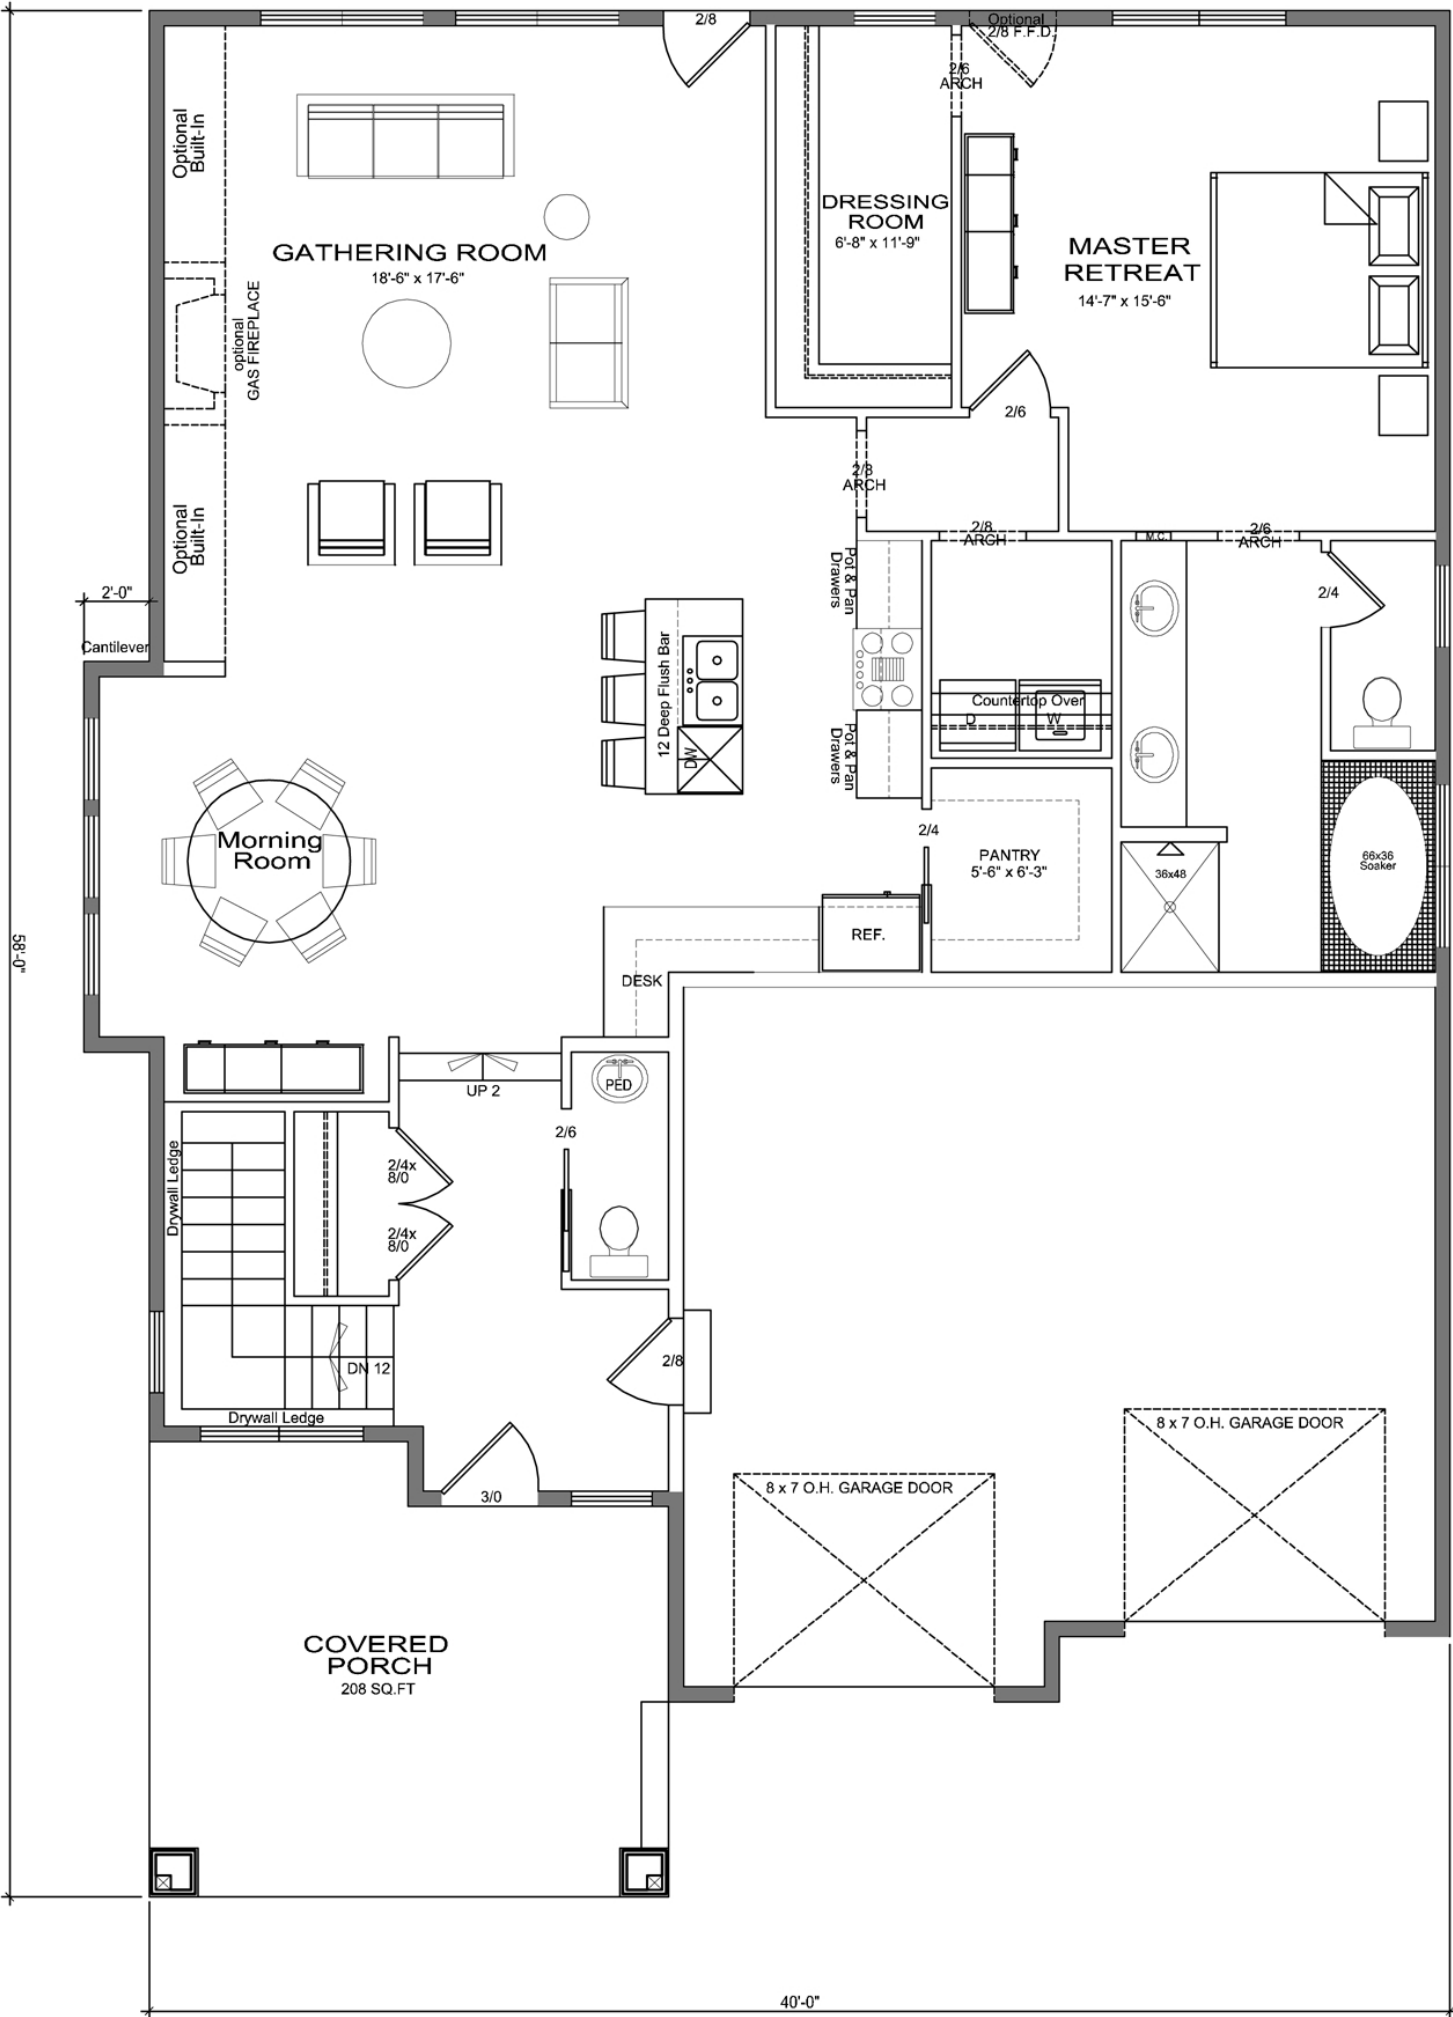 2/8
Optional
2/8 F.F.D.
2/6
ARCH
Optional
Built-In
DRESSING
ROOM
6'-8" x 11'-9"
GATHERING ROOM
18'-6" x 17'-6"
MASTER
RETREAT
14'-7" x 15'-6"
optional
GAS FIREPLACE
2/6
2/8
ARCH
Optional
Built-In
2/8
ARCH
M.C.
2/6
ARCH
2'-0"
Cantilever
Pot & Pan
Drawers
2/4
12 Deep Flush Bar
Countertop Over
D
W
DW
Pot & Pan
Drawers
Morning
Room
2/4
PANTRY
5'-6" x 6'-3"
36x48
66x36
Soaker
REF.
58'-0"
DESK
UP 2
PED
2/6
Drywall Ledge
2/4x
8/0
2/4x
8/0
DN 12
2/8
Drywall Ledge
3/0
8 x 7 O.H. GARAGE DOOR
8 x 7 O.H. GARAGE DOOR
COVERED
PORCH
208 SQ.FT
40'-0"